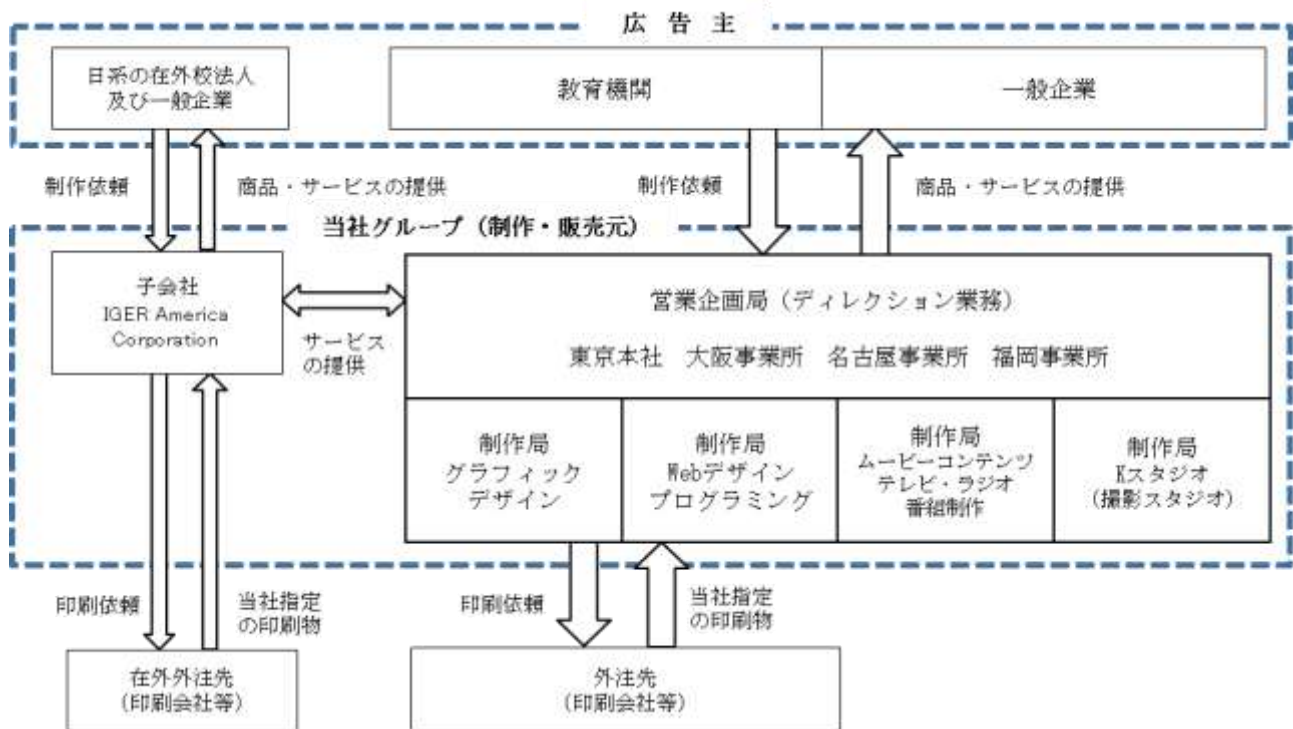 広 告 主
日系の在外校法人
及び一般企業
教育機関
一般企業
制作依頼
商品・サービスの提供
制作依頼
商品・サービスの提供
当社グループ（制作・販売元）
子会社
IGER America
Corporation
サービス
の提供
営業企画局（ディレクション業務）
東京本社　大阪事業所　名古屋事業所　福岡事業所
制作局
グラフィック
デザイン
制作局
Webデザイン
プログラミング
制作局
ムービーコンテンツ
テレビ・ラジオ
番組制作
制作局
Kスタジオ
（撮影スタジオ）
印刷依頼
当社指定
の印刷物
印刷依頼
当社指定
の印刷物
在外外注先
（印刷会社等）
外注先
（印刷会社等）